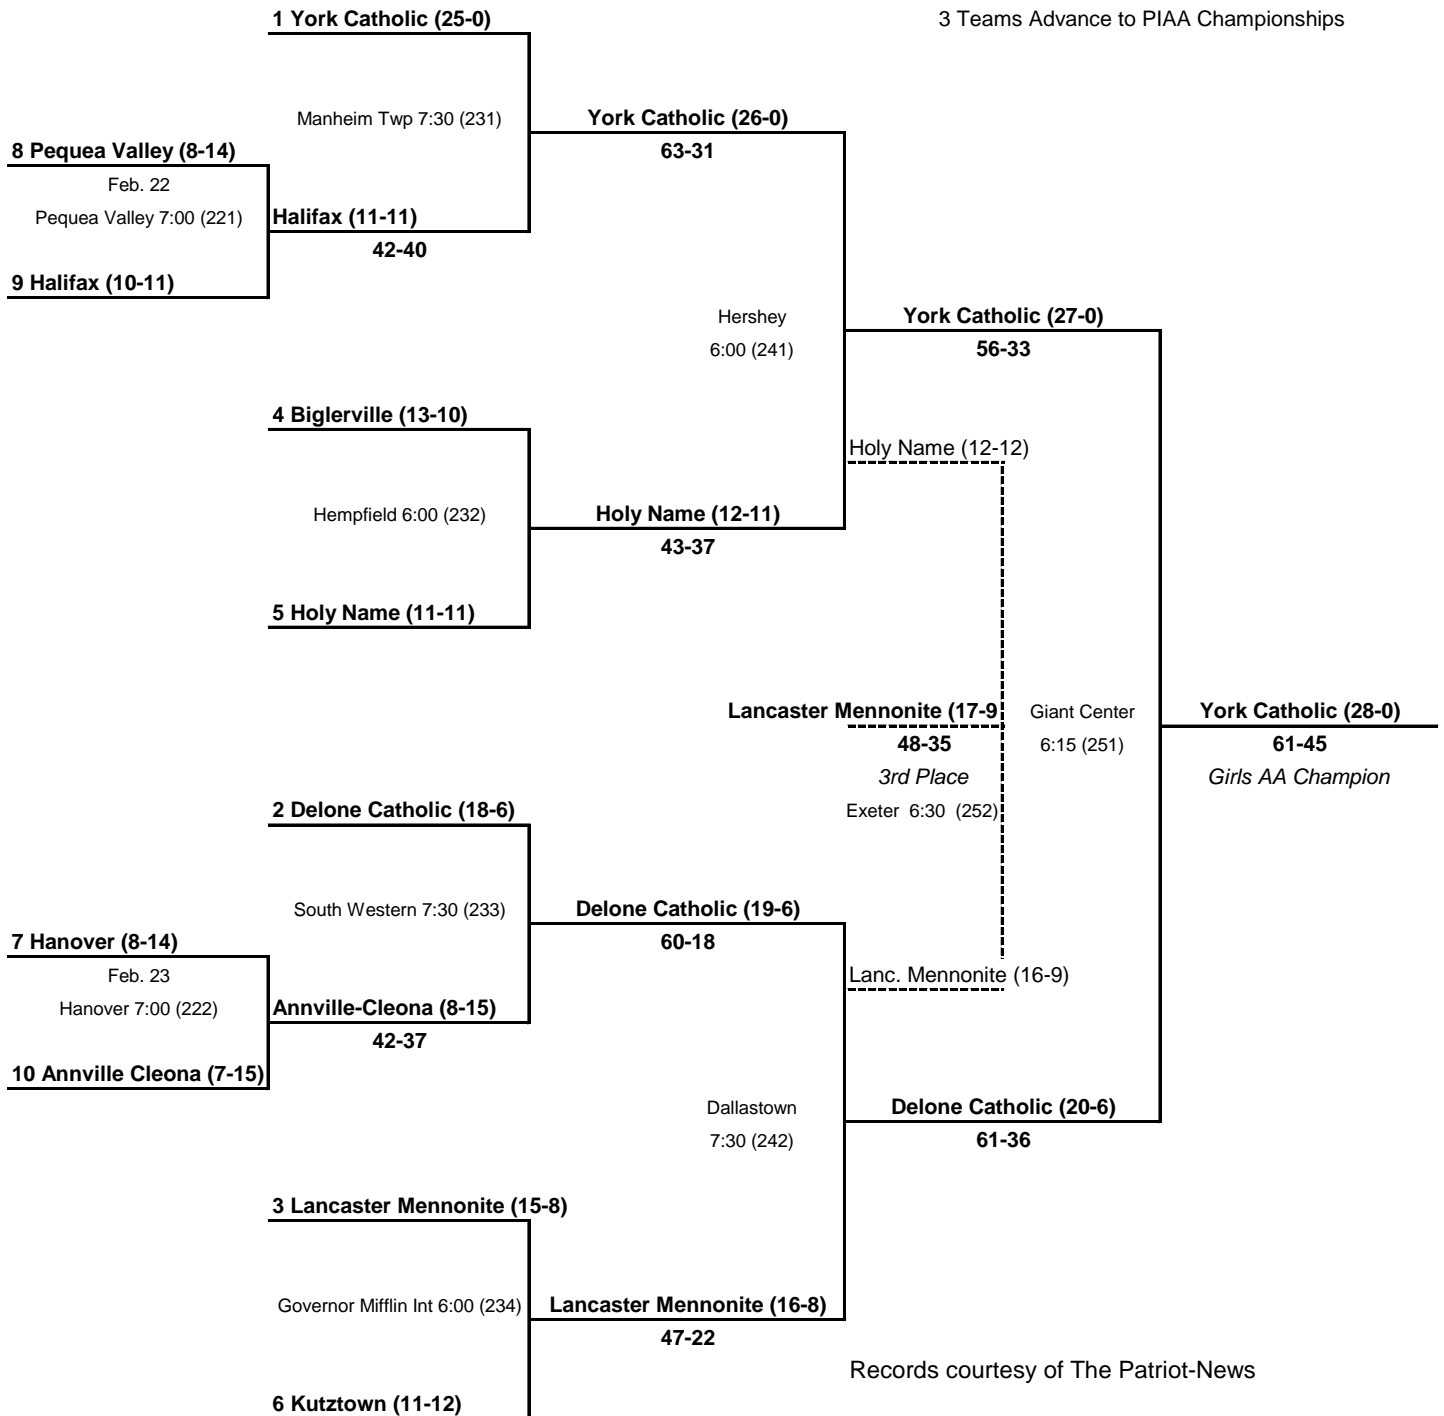 1 York Catholic (25-0)
3 Teams Advance to PIAA Championships
Manheim Twp 7:30 (231)
York Catholic (26-0)
63-31
8 Pequea Valley (8-14)
Feb. 22
Pequea Valley 7:00 (221)
Halifax (11-11)
42-40
9 Halifax (10-11)
Hershey
6:00 (241)
York Catholic (27-0)
56-33
4 Biglerville (13-10)
Holy Name (12-12)
Hempfield 6:00 (232)
Holy Name (12-11)
43-37
5 Holy Name (11-11)
Lancaster Mennonite (17-9
48-35
3rd Place
Exeter 6:30 (252)
Giant Center
6:15 (251)
York Catholic (28-0)
61-45
Girls AA Champion
2 Delone Catholic (18-6)
South Western 7:30 (233)
Delone Catholic (19-6)
60-18
7 Hanover (8-14)
Feb. 23
Hanover 7:00 (222)
Annville-Cleona (8-15)
42-37
10 Annville Cleona (7-15)
Lanc. Mennonite (16-9)
Dallastown
7:30 (242)
Delone Catholic (20-6)
61-36
3 Lancaster Mennonite (15-8)
Governor Mifflin Int 6:00 (234)
Lancaster Mennonite (16-8)
47-22
Records courtesy of The Patriot-News
6 Kutztown (11-12)